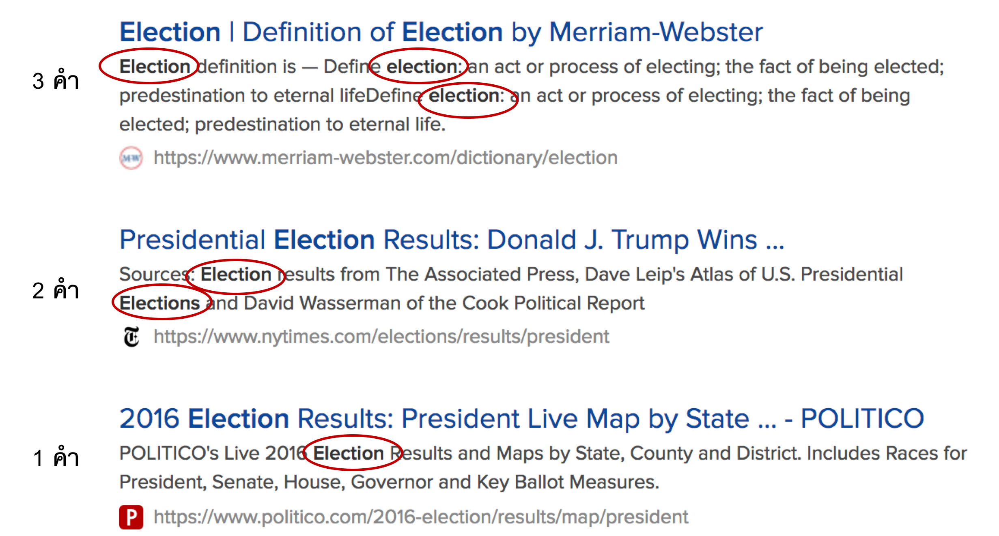 Election | Definition of Election by Merriam-Webster
3 คำ
Election definition is — Define election: an act or process of electing; the fact of being elected;
predestination to eternal lifeDefine election: an act or process of electing; the fact of being
elected; predestination to eternal life.
M-W https://www.merriam-webster.com/dictionary/election
Presidential Election Results: Donald J. Trump Wins ...
2 คำ
Sources: Election results from The Associated Press, Dave Leip's Atlas of U.S. Presidential
Elections and David Wasserman of the Cook Political Report
T https://www.nytimes.com/elections/results/president
2016 Election Results: President Live Map by State ... - POLITICO
1 คำ
POLITICO's Live 2016 Election Results and Maps by State, County and District. Includes Races for
President, Senate, House, Governor and Key Ballot Measures.
P https://www.politico.com/2016-election/results/map/president